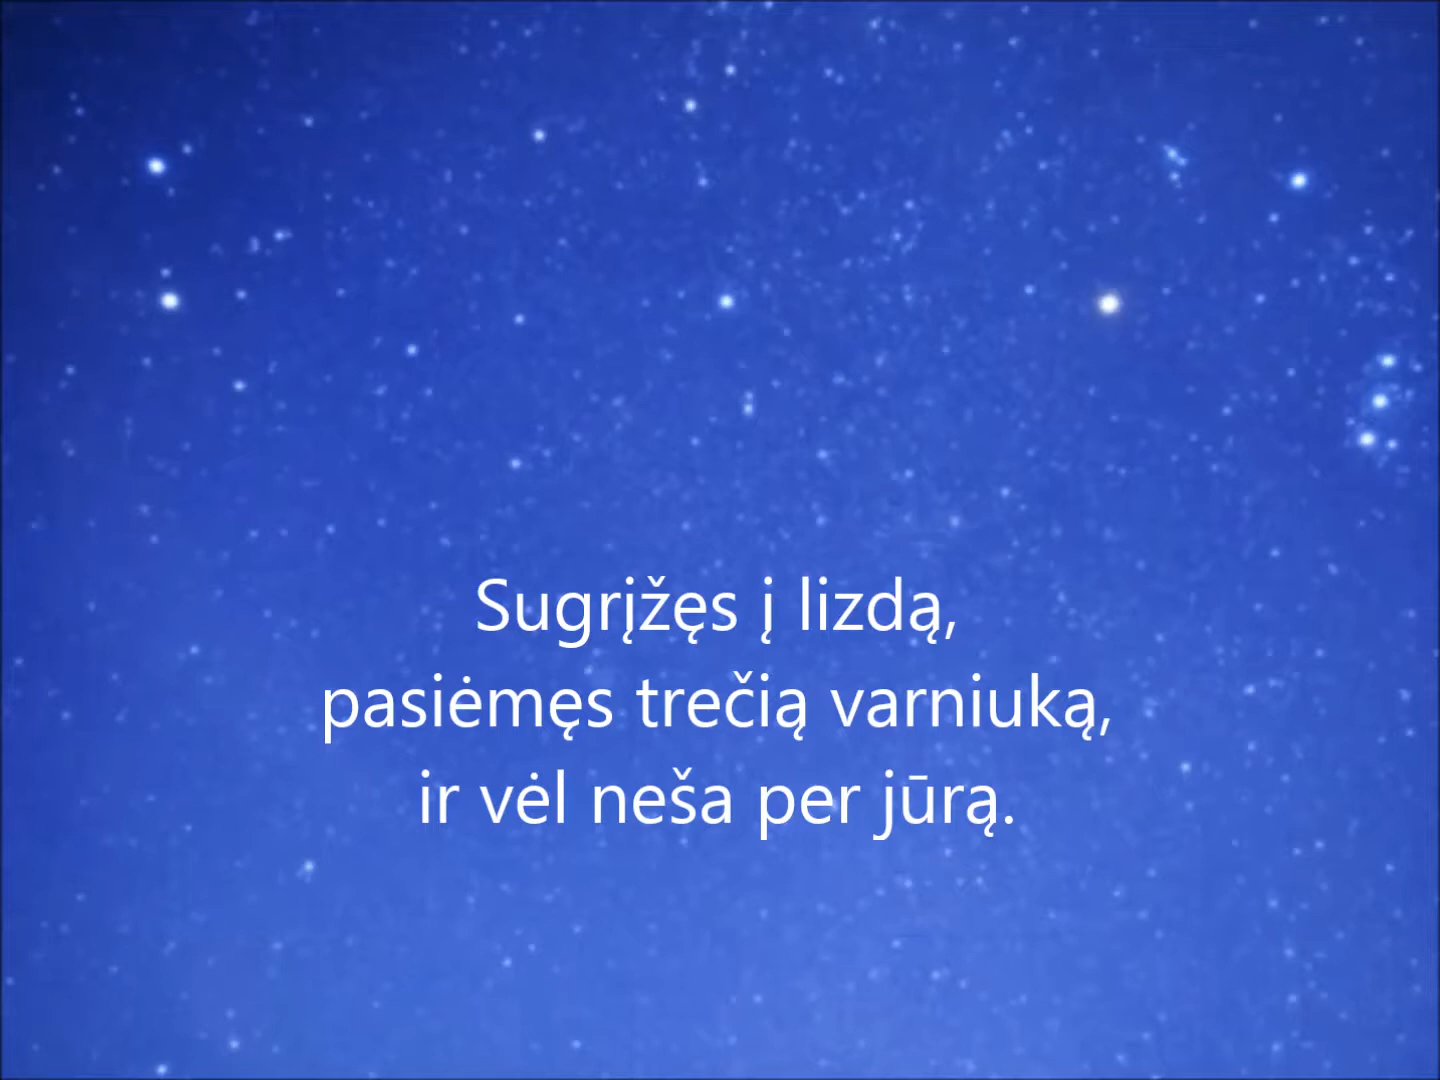 Sugrįžęs į lizdą,
pasiėmęs trečią varniuką,
ir vėl neša per jūrą.